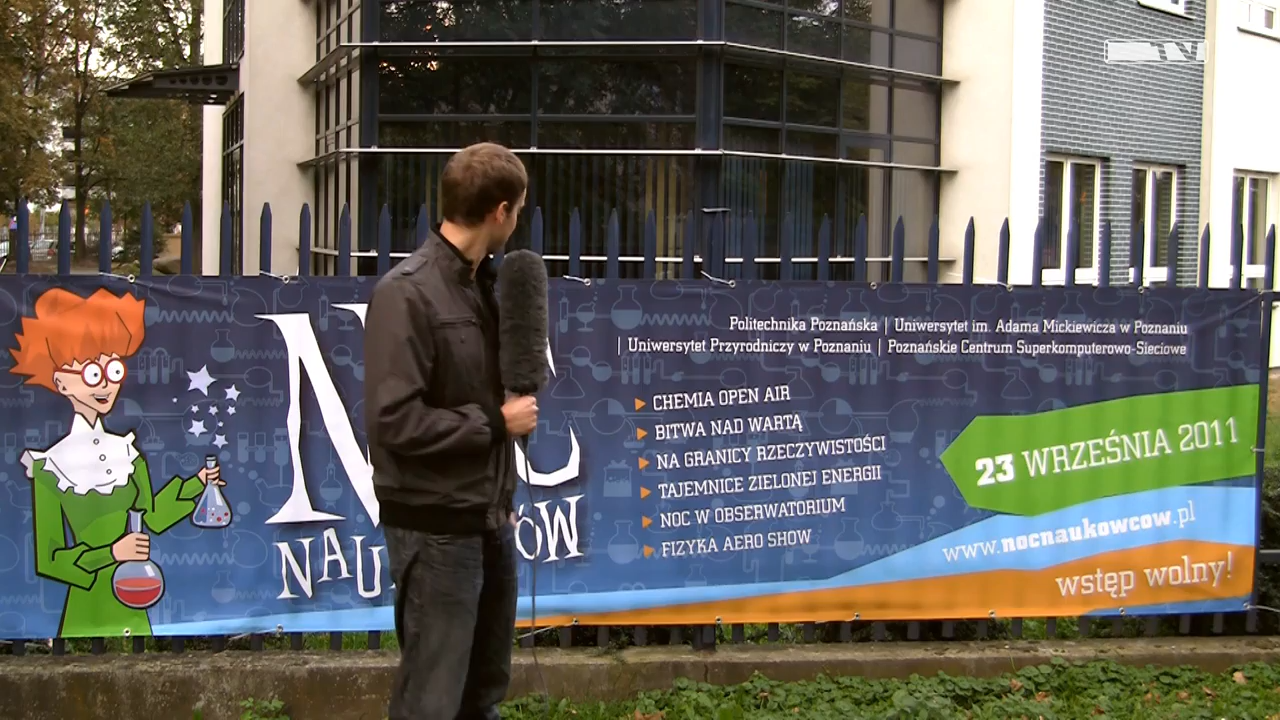 TV
Politechnika Poznańska | Uniwersytet im. Adama Mickiewicza w Poznaniu
| Uniwersytet Przyrodniczy w Poznaniu | Poznańskie Centrum Superkomputerowo-Sieciowe
CHEMIA OPEN AIR
BITWA NAD WARTĄ
NA GRANICY RZECZYWISTOŚCI
TAJEMNICE ZIELONEJ ENERGII
NOC W OBSERWATORIUM
FIZYKA AERO SHOW
23 WRZEŚNIA 2011
www.nocnaukowcow.pl
wstęp wolny!